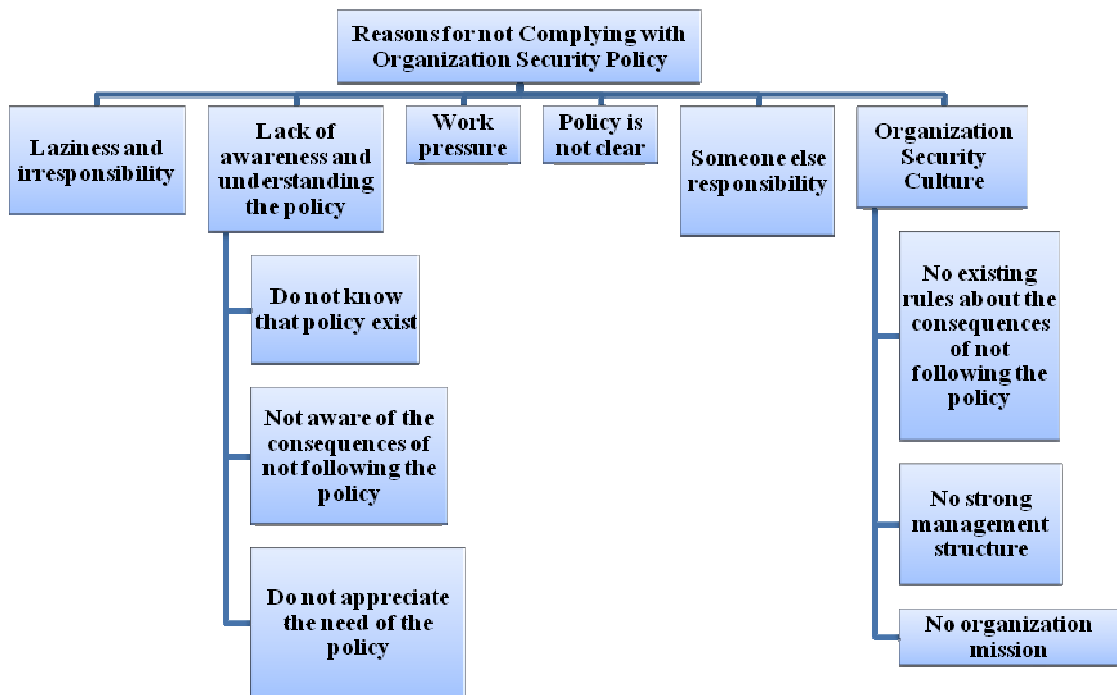 Reasons for not Complying with
Organization Security Policy
Laziness and
irresponsibility
Lack of
awareness and
understanding
the policy
Work
pressure
Policy is
not clear
Someone else
responsibility
Organization
Security
Culture
Do not know
that policy exist
Not aware of the
consequences of
not following the
policy
Do not appreciate
the need of the
policy
No existing
rules about the
consequences
of not
following the
policy
No strong
management
structure
No organization
mission